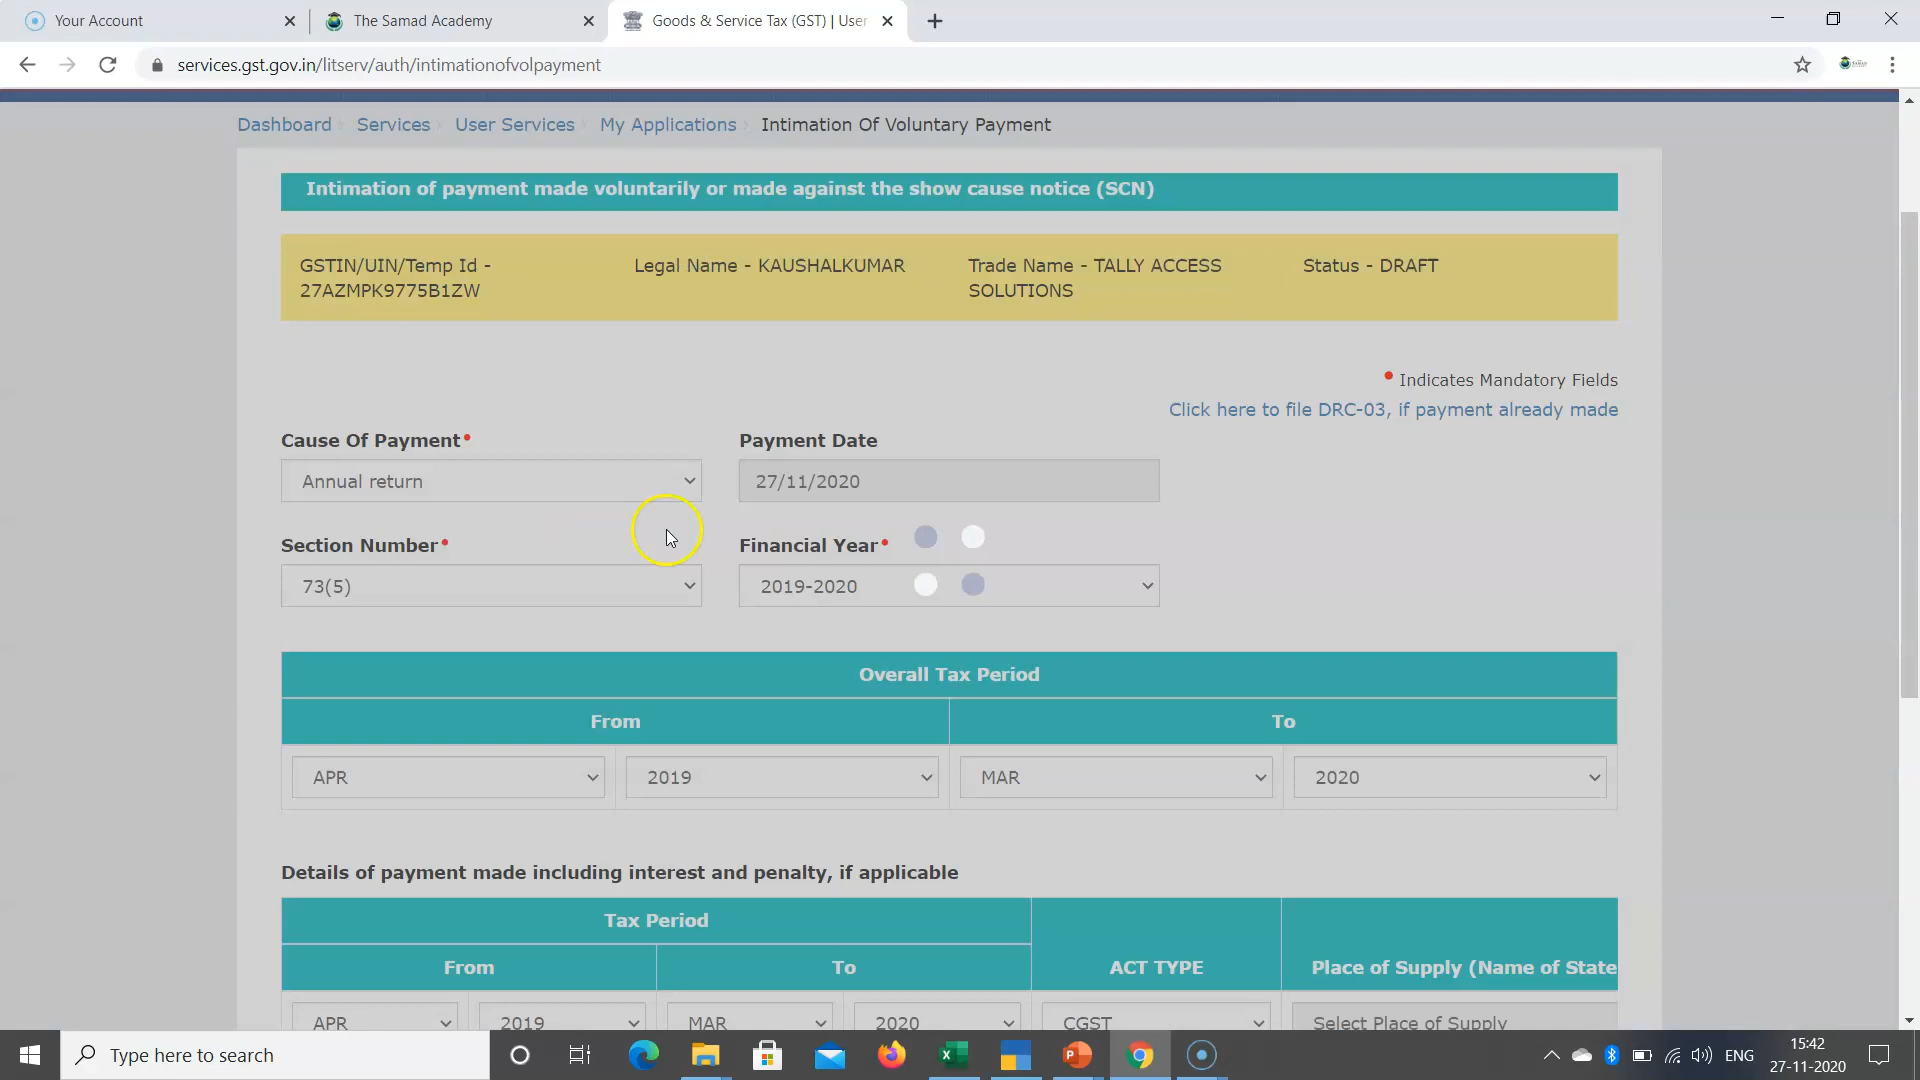 Your Account
The Samad Academy
Goods & Service Tax (GST) | User
services.gst.gov.in/litserv/auth/intimationofvolpayment
Dashboard
Services
User Services
My Applications
Intimation Of Voluntary Payment
Intimation of payment made voluntarily or made against the show cause notice (SCN)
GSTIN/UIN/Temp Id -
27AZMPK9775B1ZW
Legal Name - KAUSHALKUMAR
Trade Name - TALLY ACCESS
SOLUTIONS
Status - DRAFT
• Indicates Mandatory Fields
Click here to file DRC-03, if payment already made
Cause Of Payment•
Payment Date
Annual return
27/11/2020
Section Number•
Financial Year•
73(5)
2019-2020
Overall Tax Period
From
To
APR
2019
MAR
2020
Details of payment made including interest and penalty, if applicable
Tax Period
From
To
ACT TYPE
Place of Supply (Name of State
APR
2019
MAR
2020
CGST
Select Place of Supply
Type here to search
ENG
15:42
27-11-2020